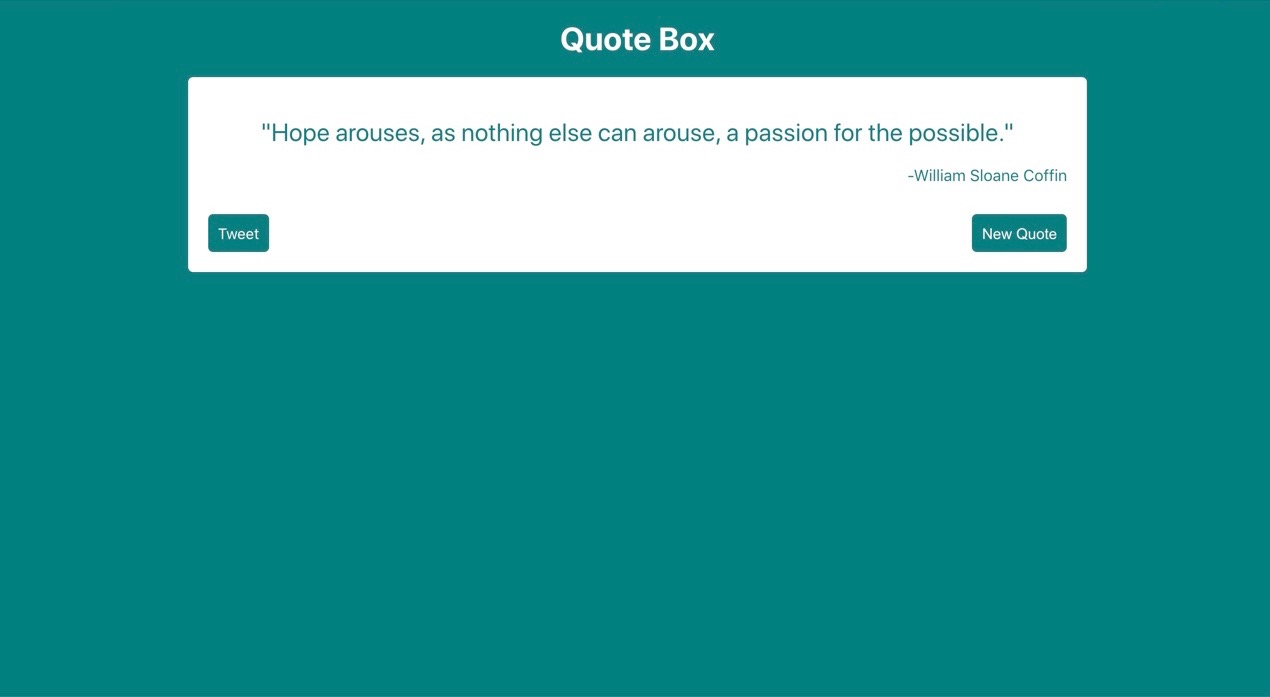 Quote Box
"Hope arouses, as nothing else can arouse, a passion for the possible."
-William Sloane Coffin
Tweet
New Quote